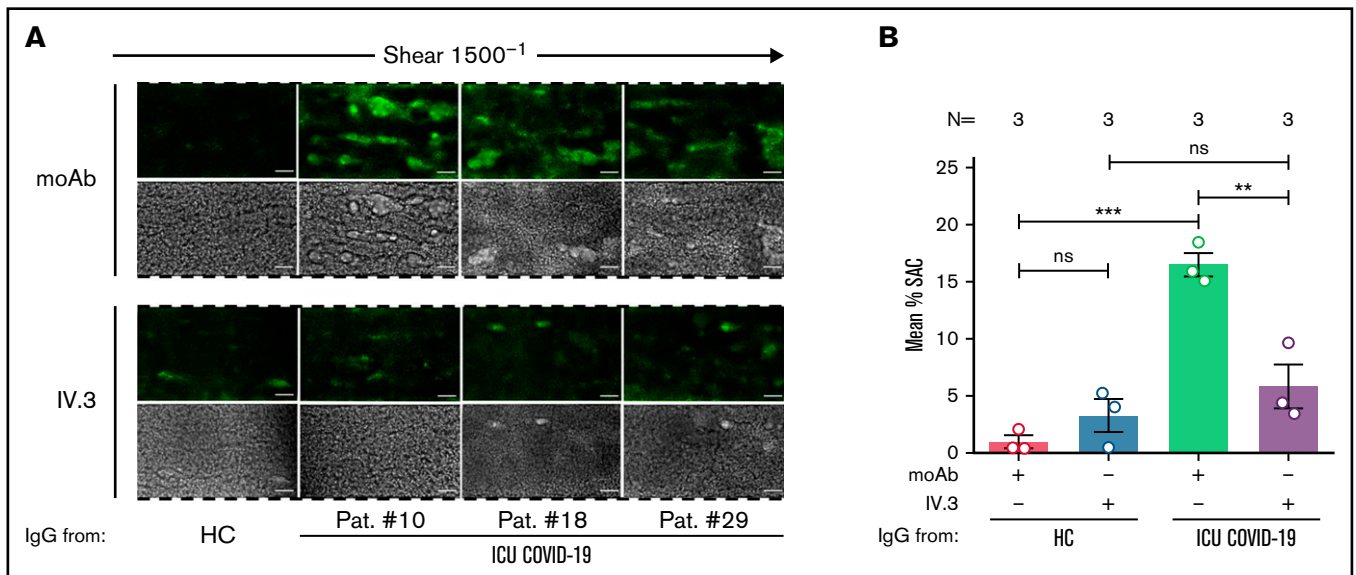 A
Shear 1500⁻¹
moAb
IV.3
IgG from:
HC
Pat. #10
Pat. #18
Pat. #29
ICU COVID-19
B
N= 3 3 3 3
ns
**
***
ns
Mean % SAC
25
20
15
10
5
0
moAb + − + −
IV.3 − + − +
IgG from: HC ICU COVID-19